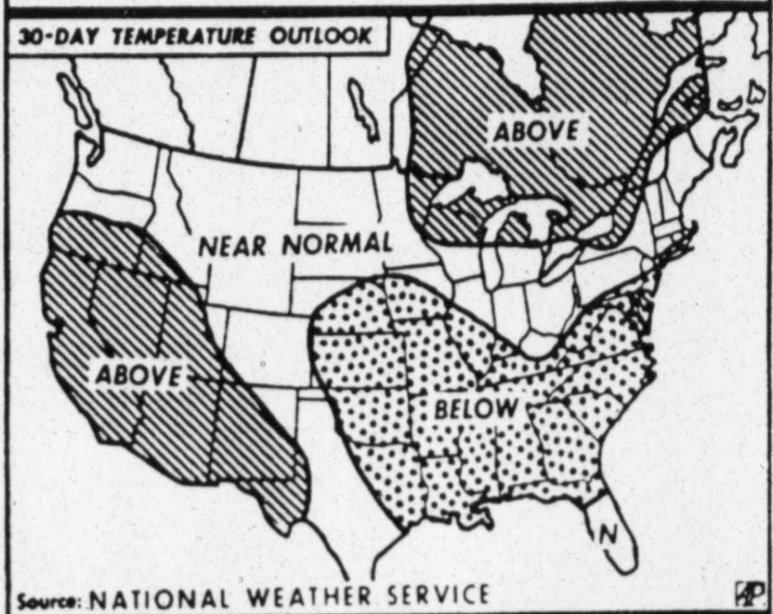 30-DAY TEMPERATURE OUTLOOK
ABOVE
NEAR NORMAL
ABOVE
BELOW
N
Source: NATIONAL WEATHER SERVICE
AP